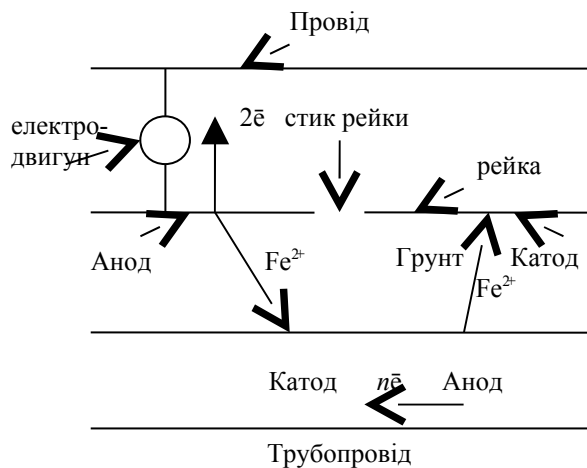 Провід
електро-
двигун
2ē стик рейки
рейка
Анод
Fe²⁺
Грунт
Катод
Fe²⁺
Катод nē Анод
Трубопровід